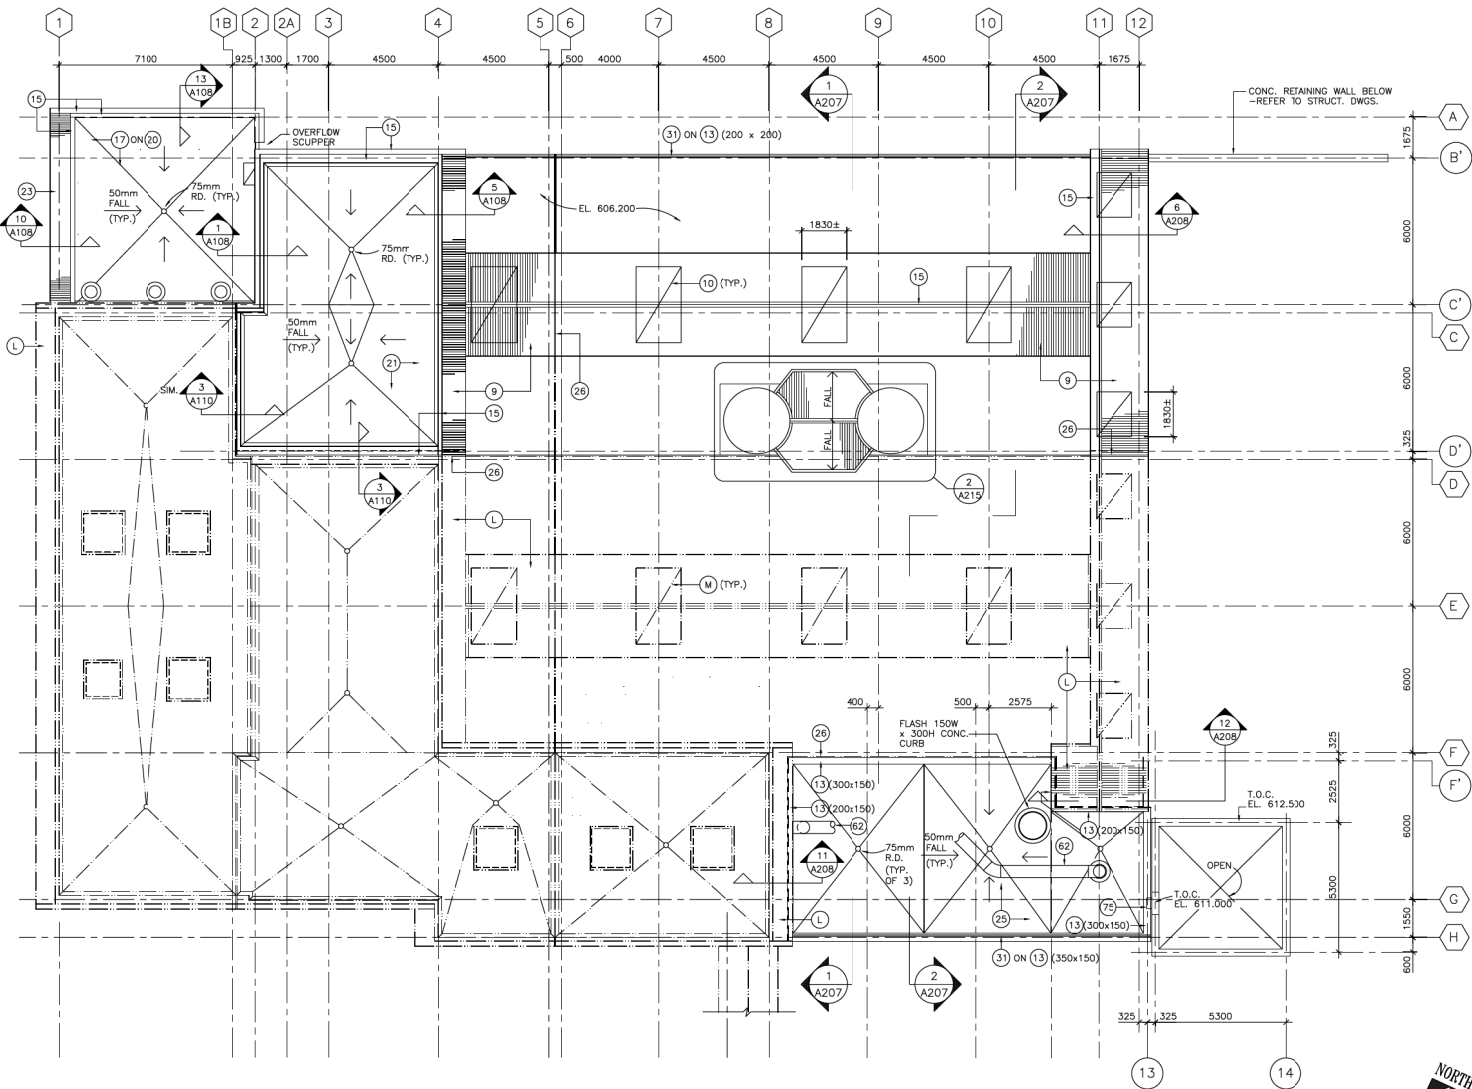 1 1B 2 2A 3 4 5 6 7 8 9 10 11 12
7100 925 1300 1700 4500 4500 500 4000 4500 4500 4500 4500 1675
13
A108
1
A207
2
A207
CONC. RETAINING WALL BELOW
-REFER TO STRUCT. DWGS.
A
1675
B'
15
17 ON 20
OVERFLOW
SCUPPER
15
31 ON 13 (200 x 200)
23
50mm
FALL
(TYP.)
75mm
RD. (TYP.)
10
A108
1
A108
5
A108
EL. 606.200
15
6
A208
6000
75mm
RD. (TYP.)
1830±
10 (TYP.)
15
C'
C
L
50mm
FALL
(TYP.)
21
SIM.
3
A110
9
26
9
15
FALL
FALL
1830±
6000
26
325
D'
D
3
A110
26
2
A215
L
6000
M (TYP.)
E
L
6000
400
500
2575
FLASH 150W
x 300H CONC.
CURB
12
A208
26
325
F
F'
13 (300x150)
13 (200x150)
62
2525
T.O.C.
EL. 612.500
13 (200x150)
75mm
R.D.
(TYP.
OF 3)
50mm
FALL
(TYP.)
62
11
A208
6000
5300
OPEN
T.O.C.
EL. 611.000
75
25
L
13 (300x150)
G
1550
H
600
31 ON 13 (350x150)
1
A207
2
A207
325 325 5300
13 14
NORTH